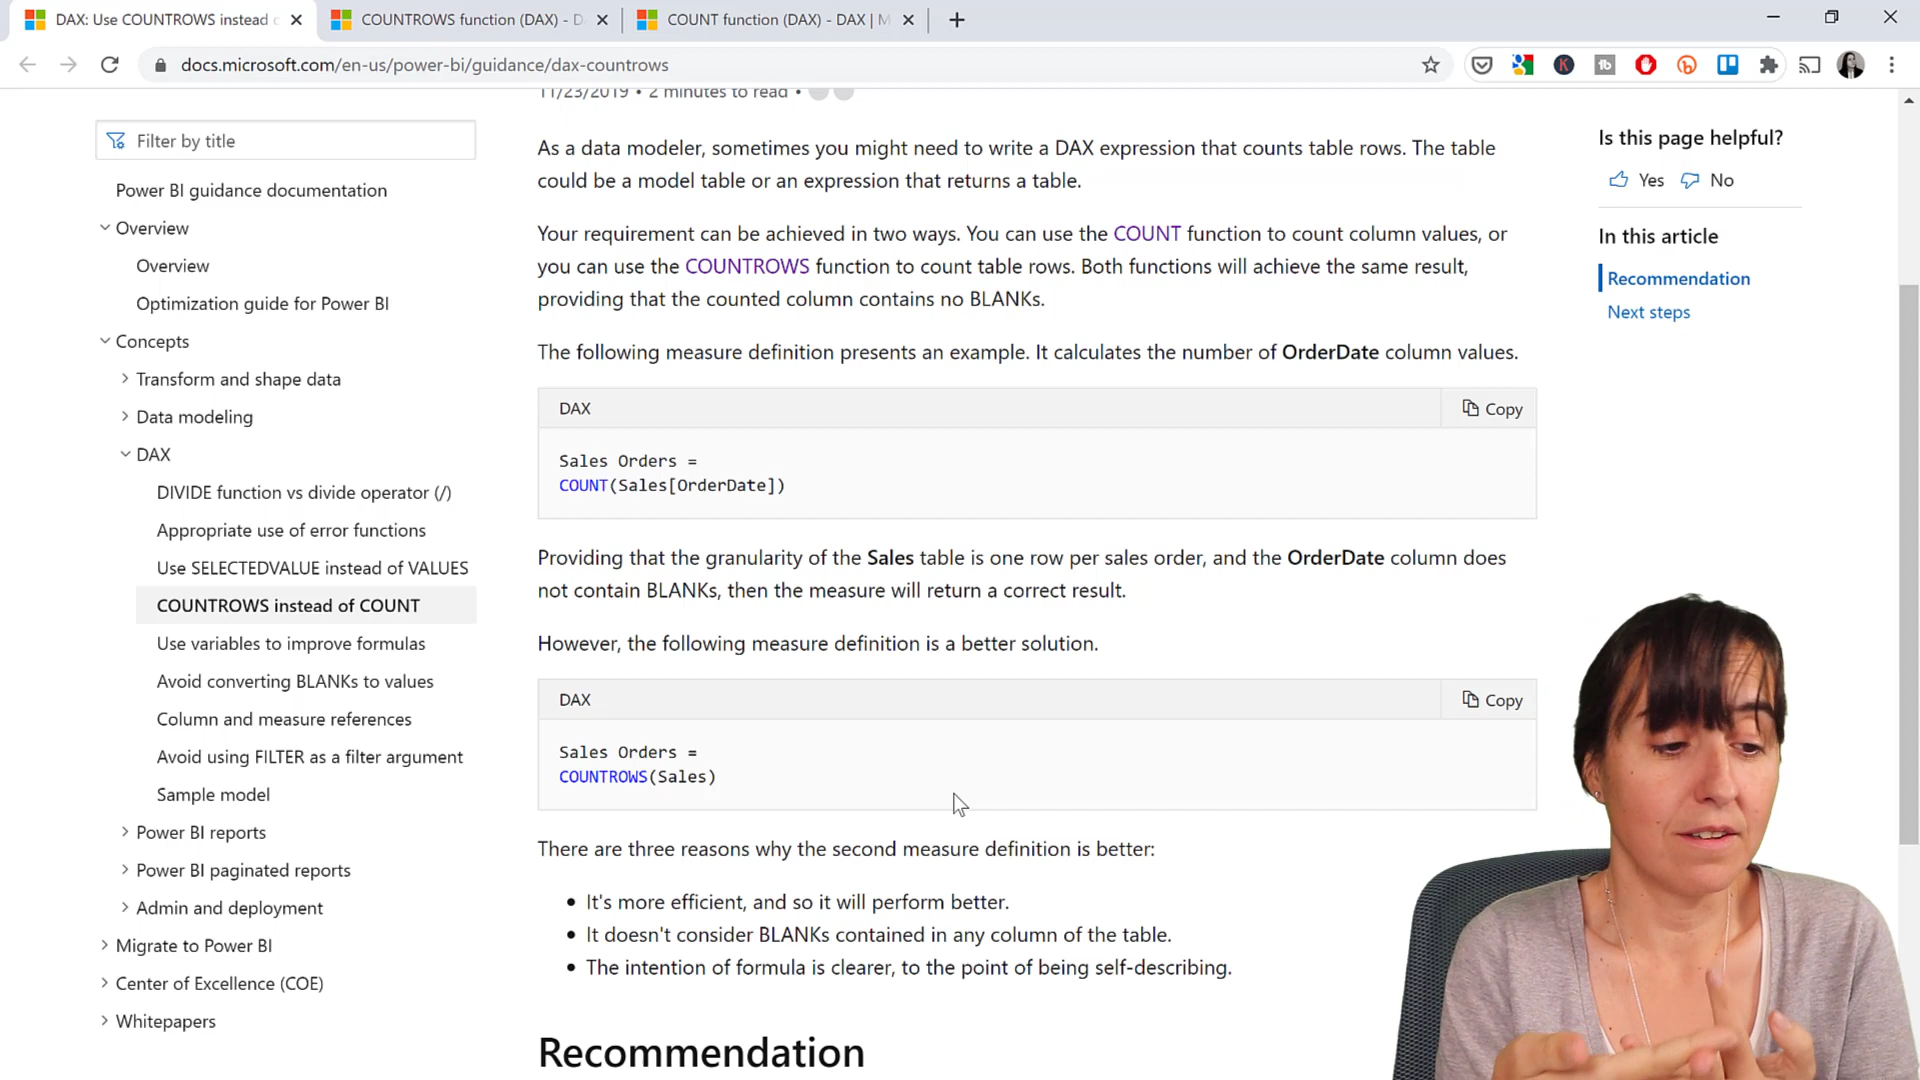 DAX: Use COUNTROWS instead
COUNTROWS function (DAX) - D
COUNT function (DAX) - DAX | M
docs.microsoft.com/en-us/power-bi/guidance/dax-countrows
11/23/2019 • 2 minutes to read •
Filter by title
Power BI guidance documentation
Overview
Overview
Optimization guide for Power BI
Concepts
Transform and shape data
Data modeling
DAX
DIVIDE function vs divide operator (/)
Appropriate use of error functions
Use SELECTEDVALUE instead of VALUES
COUNTROWS instead of COUNT
Use variables to improve formulas
Avoid converting BLANKs to values
Column and measure references
Avoid using FILTER as a filter argument
Sample model
Power BI reports
Power BI paginated reports
Admin and deployment
Migrate to Power BI
Center of Excellence (COE)
Whitepapers
As a data modeler, sometimes you might need to write a DAX expression that counts table rows. The table
could be a model table or an expression that returns a table.
Your requirement can be achieved in two ways. You can use the COUNT function to count column values, or
you can use the COUNTROWS function to count table rows. Both functions will achieve the same result,
providing that the counted column contains no BLANKs.
The following measure definition presents an example. It calculates the number of OrderDate column values.
DAX
Copy
Sales Orders =
COUNT(Sales[OrderDate])
Providing that the granularity of the Sales table is one row per sales order, and the OrderDate column does
not contain BLANKs, then the measure will return a correct result.
However, the following measure definition is a better solution.
DAX
Copy
Sales Orders =
COUNTROWS(Sales)
There are three reasons why the second measure definition is better:
• It's more efficient, and so it will perform better.
• It doesn't consider BLANKs contained in any column of the table.
• The intention of formula is clearer, to the point of being self-describing.
Recommendation
Is this page helpful?
Yes No
In this article
Recommendation
Next steps